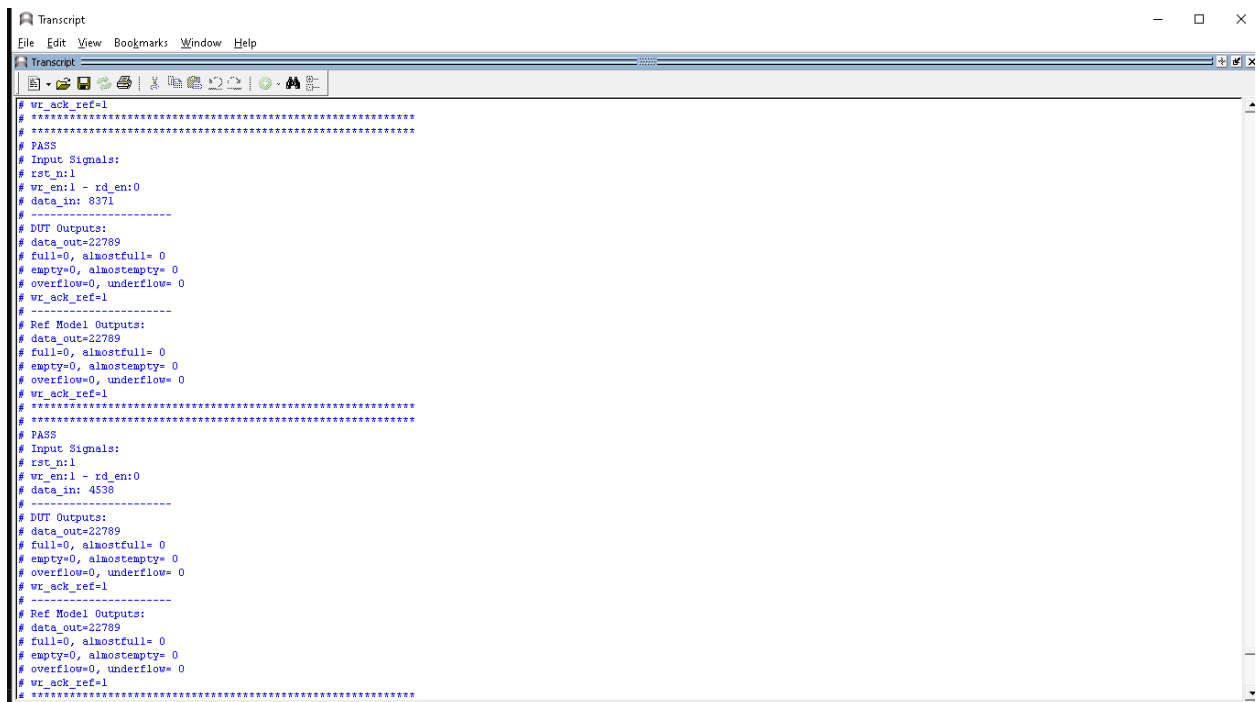 Transcript
File Edit View Bookmarks Window Help
Transcript
# wr_ack_ref=1
# ************************************************************
# ************************************************************
# PASS
# Input Signals:
# rst_n:1
# wr_en:1 - rd_en:0
# data_in: 8371
# ----------------------
# DUT Outputs:
# data_out=22789
# full=0, almostfull= 0
# empty=0, almostempty= 0
# overflow=0, underflow= 0
# wr_ack_ref=1
# ----------------------
# Ref Model Outputs:
# data_out=22789
# full=0, almostfull= 0
# empty=0, almostempty= 0
# overflow=0, underflow= 0
# wr_ack_ref=1
# ************************************************************
# ************************************************************
# PASS
# Input Signals:
# rst_n:1
# wr_en:1 - rd_en:0
# data_in: 4538
# ----------------------
# DUT Outputs:
# data_out=22789
# full=0, almostfull= 0
# empty=0, almostempty= 0
# overflow=0, underflow= 0
# wr_ack_ref=1
# ----------------------
# Ref Model Outputs:
# data_out=22789
# full=0, almostfull= 0
# empty=0, almostempty= 0
# overflow=0, underflow= 0
# wr_ack_ref=1
# ************************************************************